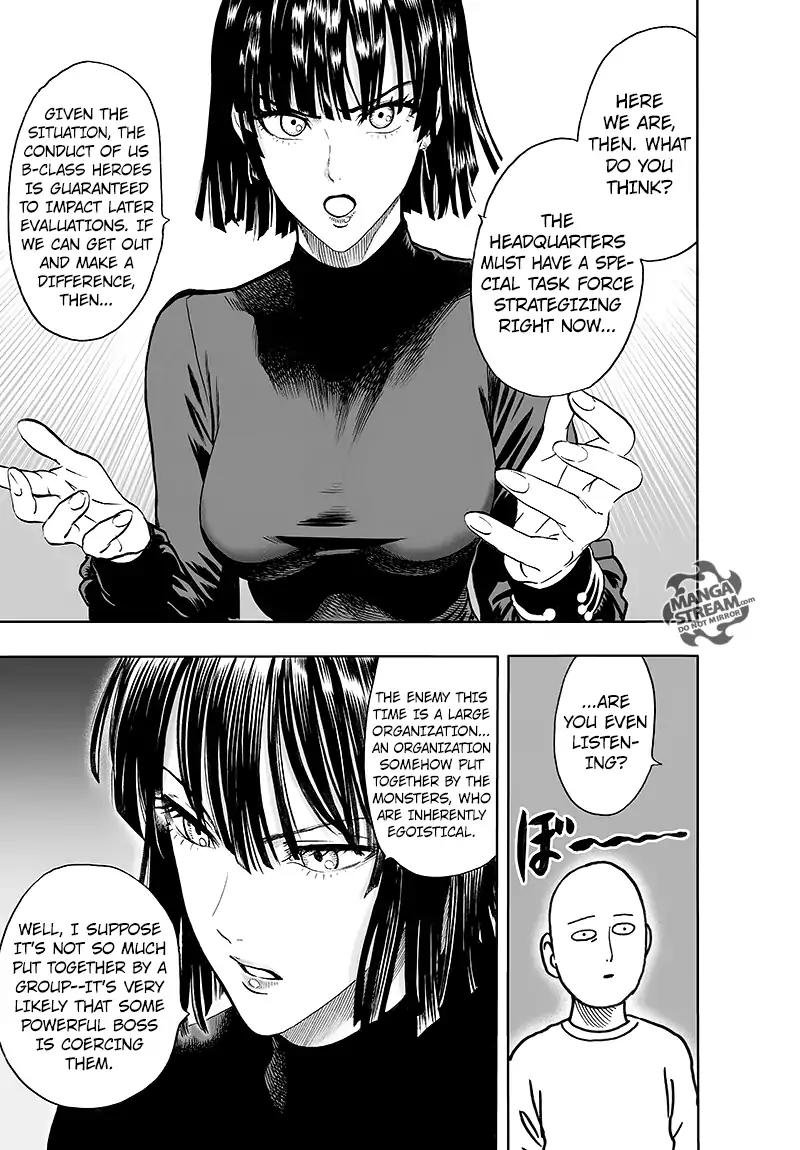 HERE
WE ARE,
THEN. WHAT
DO YOU
THINK?
THE
HEADQUARTERS
MUST HAVE A SPE-
CIAL TASK FORCE
STRATEGIZING
RIGHT NOW...
GIVEN THE
SITUATION, THE
CONDUCT OF US
B-CLASS HEROES
IS GUARANTEED
TO IMPACT LATER
EVALUATIONS. IF
WE CAN GET OUT
AND MAKE A
DIFFERENCE,
THEN...
MANGA
STREAM.com
DO NOT MIRROR
...ARE
YOU EVEN
LISTEN-
ING?
ぼーーー
THE ENEMY THIS
TIME IS A LARGE
ORGANIZATION...
AN ORGANIZATION
SOMEHOW PUT
TOGETHER BY THE
MONSTERS, WHO
ARE INHERENTLY
EGOISTICAL.
WELL, I SUPPOSE
IT'S NOT SO MUCH
PUT TOGETHER BY A
GROUP--IT'S VERY
LIKELY THAT SOME
POWERFUL BOSS
IS COERCING
THEM.